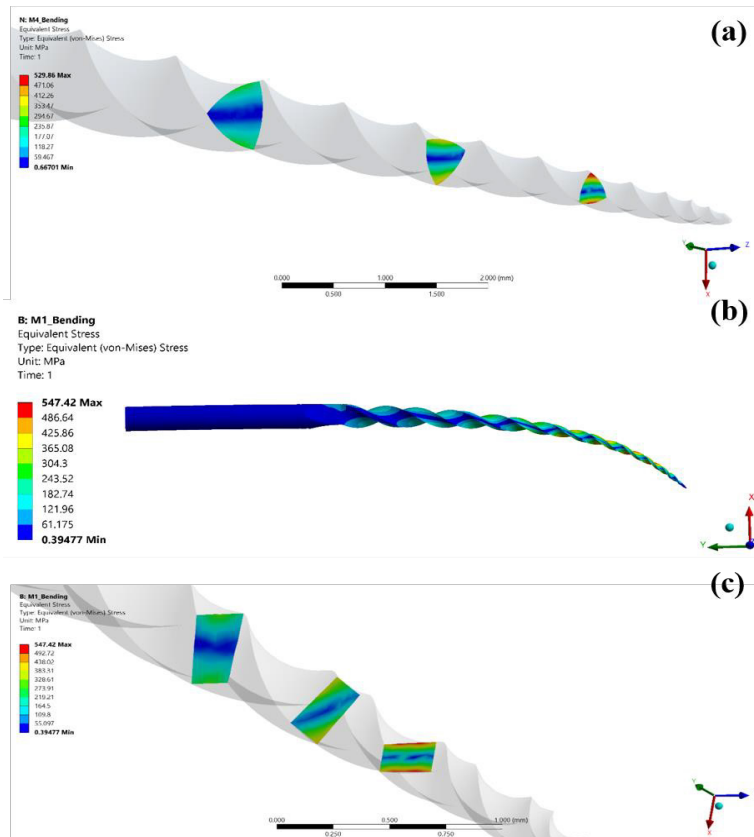 (a)
N: M4_Bending
Equivalent Stress
Type: Equivalent (von-Mises) Stress
Unit: MPa
Time: 1
529.86 Max
471.06
412.26
353.47
294.67
235.87
177.07
118.27
59.467
0.66701 Min
0.000 1.000 2.000 (mm)
0.500 1.500
Y Z
X
(b)
B: M1_Bending
Equivalent Stress
Type: Equivalent (von-Mises) Stress
Unit: MPa
Time: 1
547.42 Max
486.64
425.86
365.08
304.3
243.52
182.74
121.96
61.175
0.39477 Min
X
Y
(c)
B: M1_Bending
Equivalent Stress
Type: Equivalent (von-Mises) Stress
Unit: MPa
Time: 1
547.42 Max
492.72
438.02
383.31
328.61
273.91
219.21
164.5
109.8
55.097
0.39477 Min
0.000 0.500 1.000 (mm)
0.250 0.750
Y
X